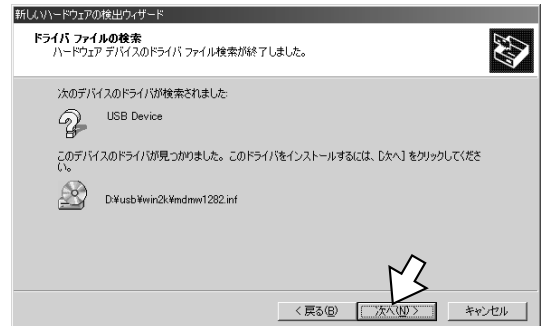 新しいハードウェアの検出ウィザード
ドライバ ファイルの検索
ハードウェア デバイスのドライバ ファイル検索が終了しました。
次のデバイスのドライバが検索されました:
USB Device
このデバイスのドライバが見つかりました。このドライバをインストールするには、[次へ] をクリックしてくださ
い。
D:¥usb¥win2k¥mdmw1282.inf
< 戻る(B)
次へ(N) >
キャンセル